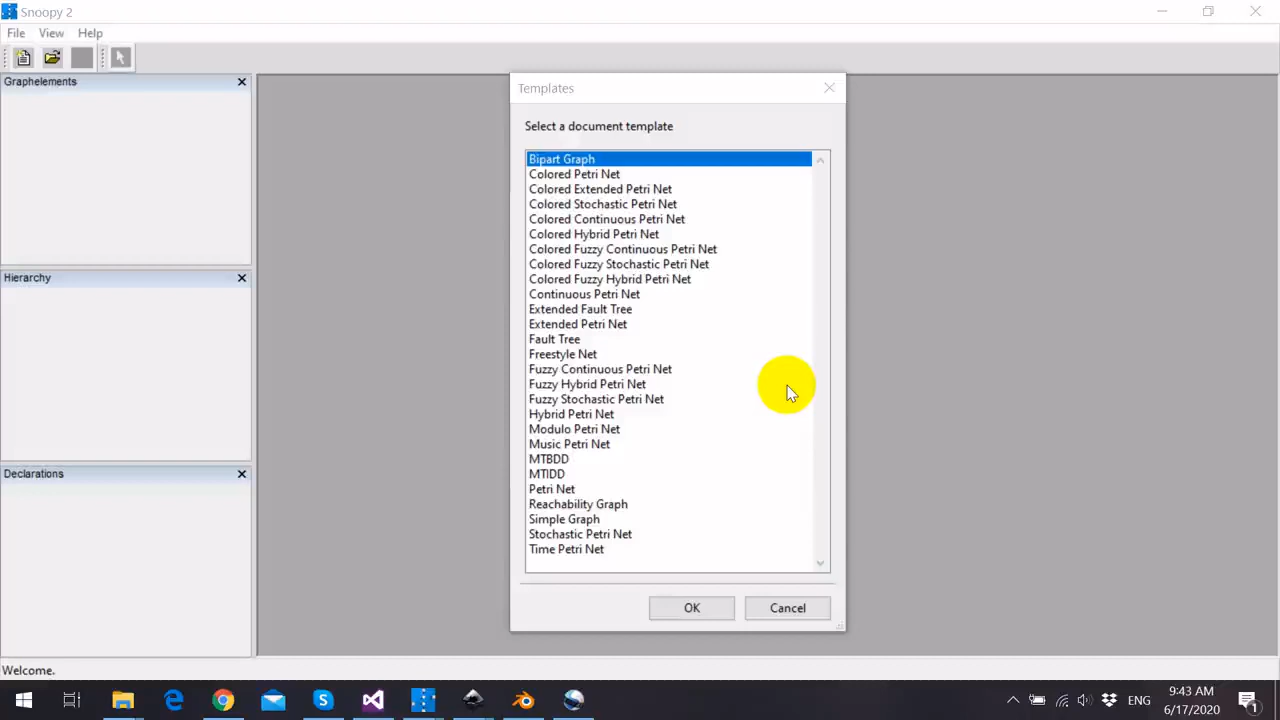 Snoopy 2
File View Help
Graphelements
Hierarchy
Declarations
Templates
Select a document template
Bipart Graph
Colored Petri Net
Colored Extended Petri Net
Colored Stochastic Petri Net
Colored Continuous Petri Net
Colored Hybrid Petri Net
Colored Fuzzy Continuous Petri Net
Colored Fuzzy Stochastic Petri Net
Colored Fuzzy Hybrid Petri Net
Continuous Petri Net
Extended Fault Tree
Extended Petri Net
Fault Tree
Freestyle Net
Fuzzy Continuous Petri Net
Fuzzy Hybrid Petri Net
Fuzzy Stochastic Petri Net
Hybrid Petri Net
Modulo Petri Net
Music Petri Net
MTBDD
MTIDD
Petri Net
Reachability Graph
Simple Graph
Stochastic Petri Net
Time Petri Net
OK Cancel
Welcome.
ENG
9:43 AM
6/17/2020
1